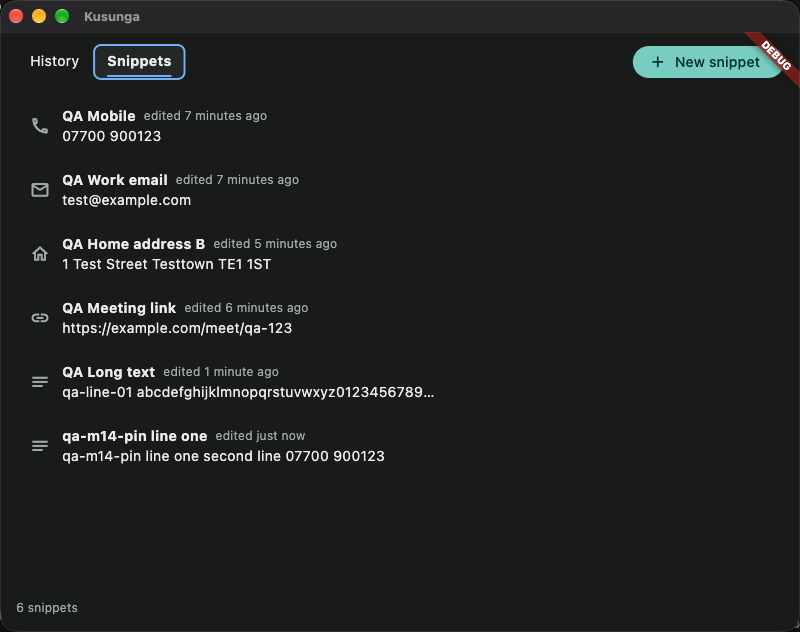 Kusunga
History
Snippets
New snippet
DEBUG
QA Mobile edited 7 minutes ago
07700 900123
QA Work email edited 7 minutes ago
test@example.com
QA Home address B edited 5 minutes ago
1 Test Street Testtown TE1 1ST
QA Meeting link edited 6 minutes ago
https://example.com/meet/qa-123
QA Long text edited 1 minute ago
qa-line-01 abcdefghijklmnopqrstuvwxyz0123456789...
qa-m14-pin line one edited just now
qa-m14-pin line one second line 07700 900123
6 snippets